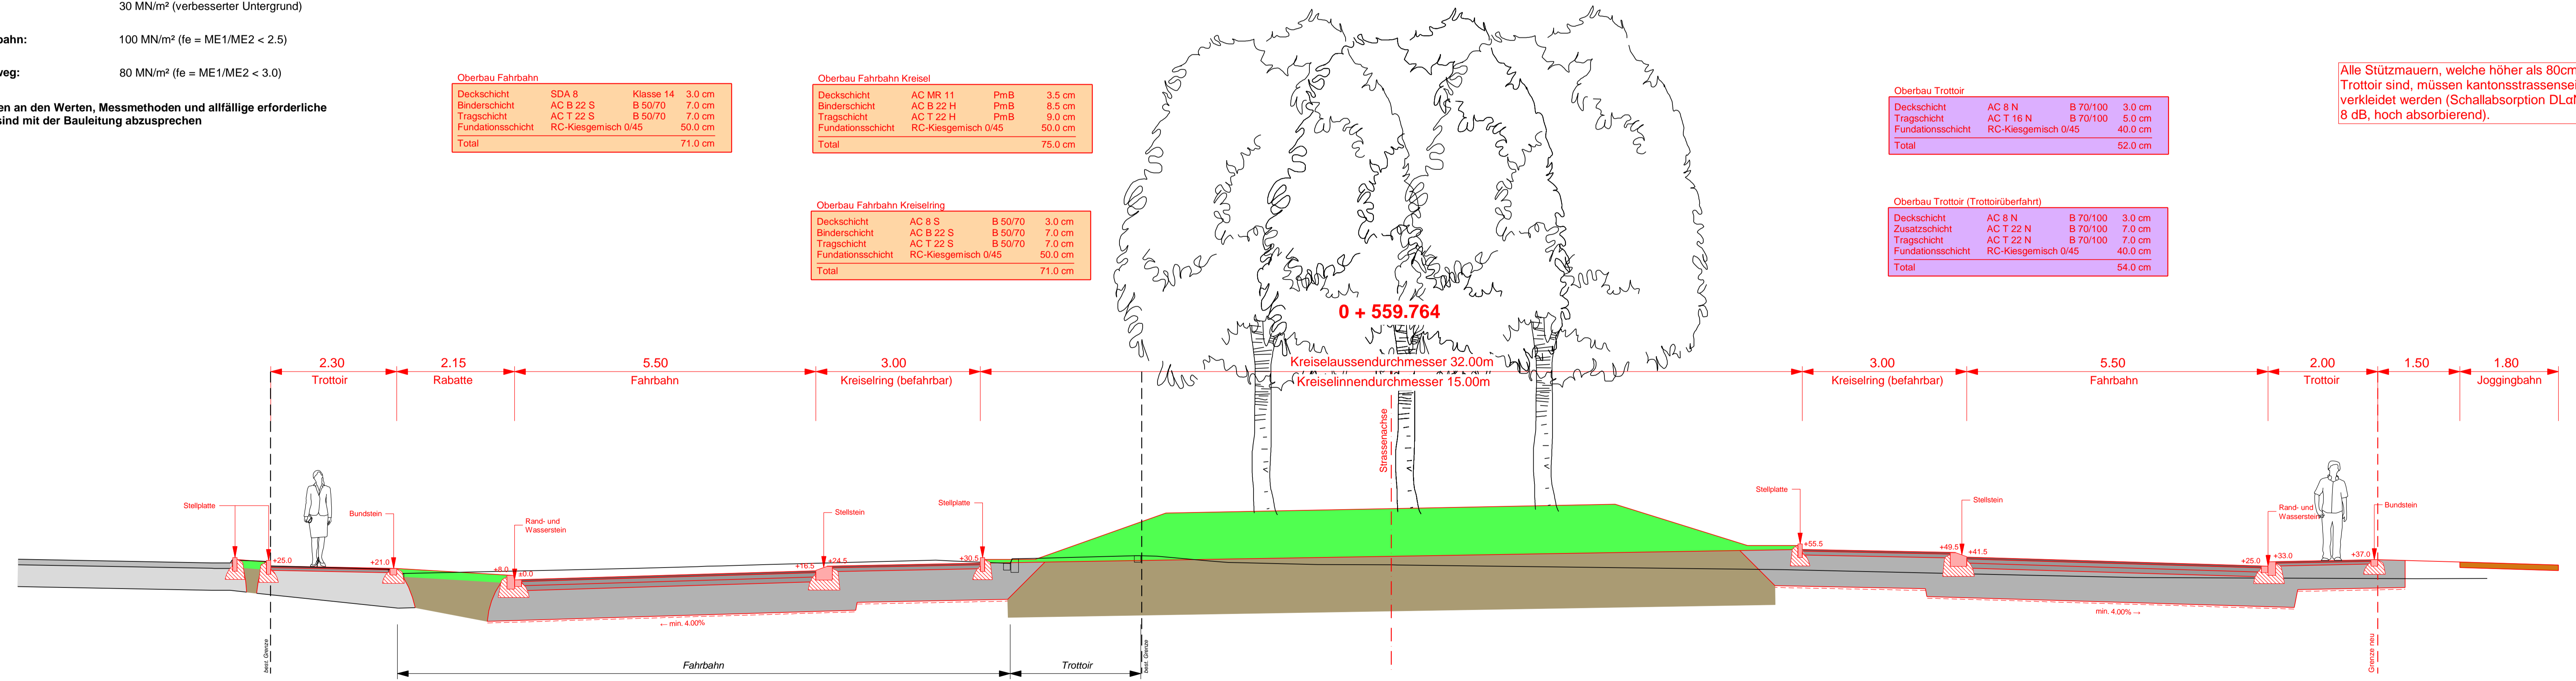 30 MN/m² (verbesserter Untergrund)
bahn: 100 MN/m² (fe = ME1/ME2 < 2.5)
weg: 80 MN/m² (fe = ME1/ME2 < 3.0)
en an den Werten, Messmethoden und allfällige erforderliche
sind mit der Bauleitung abzusprechen
Oberbau Fahrbahn
Deckschicht SDA 8 Klasse 14 3.0 cm
Binderschicht AC B 22 S B 50/70 7.0 cm
Tragschicht AC T 22 S B 50/70 7.0 cm
Fundationsschicht RC-Kiesgemisch 0/45 50.0 cm
Total 71.0 cm
Oberbau Fahrbahn Kreisel
Deckschicht AC MR 11 PmB 3.5 cm
Binderschicht AC B 22 H PmB 8.5 cm
Tragschicht AC T 22 H PmB 9.0 cm
Fundationsschicht RC-Kiesgemisch 0/45 50.0 cm
Total 75.0 cm
Oberbau Fahrbahn Kreiselring
Deckschicht AC 8 S B 50/70 3.0 cm
Binderschicht AC B 22 S B 50/70 7.0 cm
Tragschicht AC T 22 S B 50/70 7.0 cm
Fundationsschicht RC-Kiesgemisch 0/45 50.0 cm
Total 71.0 cm
Oberbau Trottoir
Deckschicht AC 8 N B 70/100 3.0 cm
Tragschicht AC T 16 N B 70/100 5.0 cm
Fundationsschicht RC-Kiesgemisch 0/45 40.0 cm
Total 52.0 cm
Oberbau Trottoir (Trottoirüberfahrt)
Deckschicht AC 8 N B 70/100 3.0 cm
Zusatzschicht AC T 22 N B 70/100 7.0 cm
Tragschicht AC T 22 N B 70/100 7.0 cm
Fundationsschicht RC-Kiesgemisch 0/45 40.0 cm
Total 54.0 cm
Alle Stützmauern, welche höher als 80cm
Trottoir sind, müssen kantonsstrassensei
verkleidet werden (Schallabsorption DLα
8 dB, hoch absorbierend).
0 + 559.764
2.30 2.15 5.50 3.00 Kreiselaussendurchmesser 32.00m 3.00 5.50 2.00 1.50 1.80
Trottoir Rabatte Fahrbahn Kreiselring (befahrbar) Kreiselinnendurchmesser 15.00m Kreiselring (befahrbar) Fahrbahn Trottoir Joggingbahn
Strassenachse
Stellplatte
Bundstein
Rand- und
Wasserstein
Stellstein
Stellplatte
Stellplatte
Stellstein
Rand- und
Wasserstein
Bundstein
+25.0 +21.0 +8.0 ±0.0 +16.5 +24.5 +30.5 +55.5 +49.5 +41.5 +25.0 +33.0 +37.0
← min. 4.00%
min. 4.00% →
best. Grenze
Fahrbahn
Trottoir
best. Grenze
Grenze neu